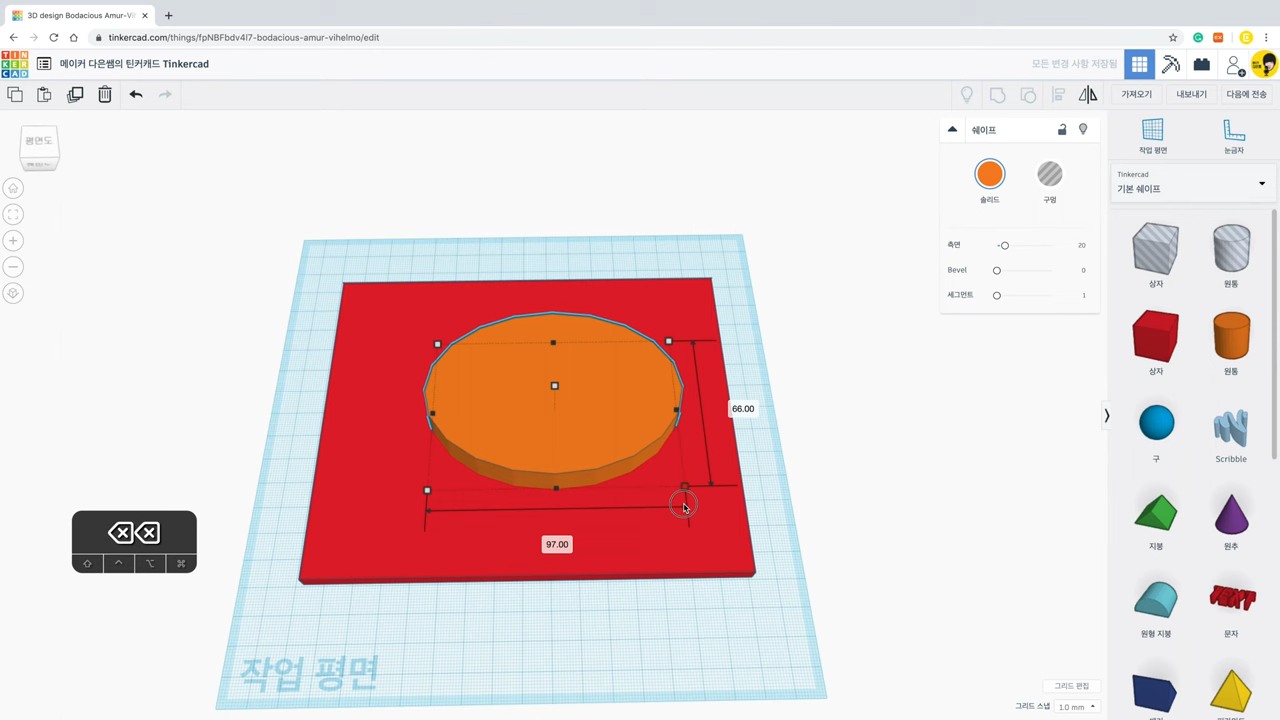 3D design Bodacious Amur-Vih
tinkercad.com/things/fpNBFbdv4l7-bodacious-amur-vihelmo/edit
TIN
KER
CAD
메이커 다은쌤의 틴커캐드 Tinkercad
모든 변경 사항 저장됨
가져오기
내보내기
다음에 전송
평면도
쉐이프
솔리드
구멍
측면
20
Bevel
0
세그먼트
1
작업 평면
눈금자
Tinkercad
기본 쉐이프
상자
원통
상자
원통
구
Scribble
지붕
원추
원형 지붕
TEXT
문자
66.00
97.00
작업 평면
그리드 편집
그리드 스냅
1.0 mm